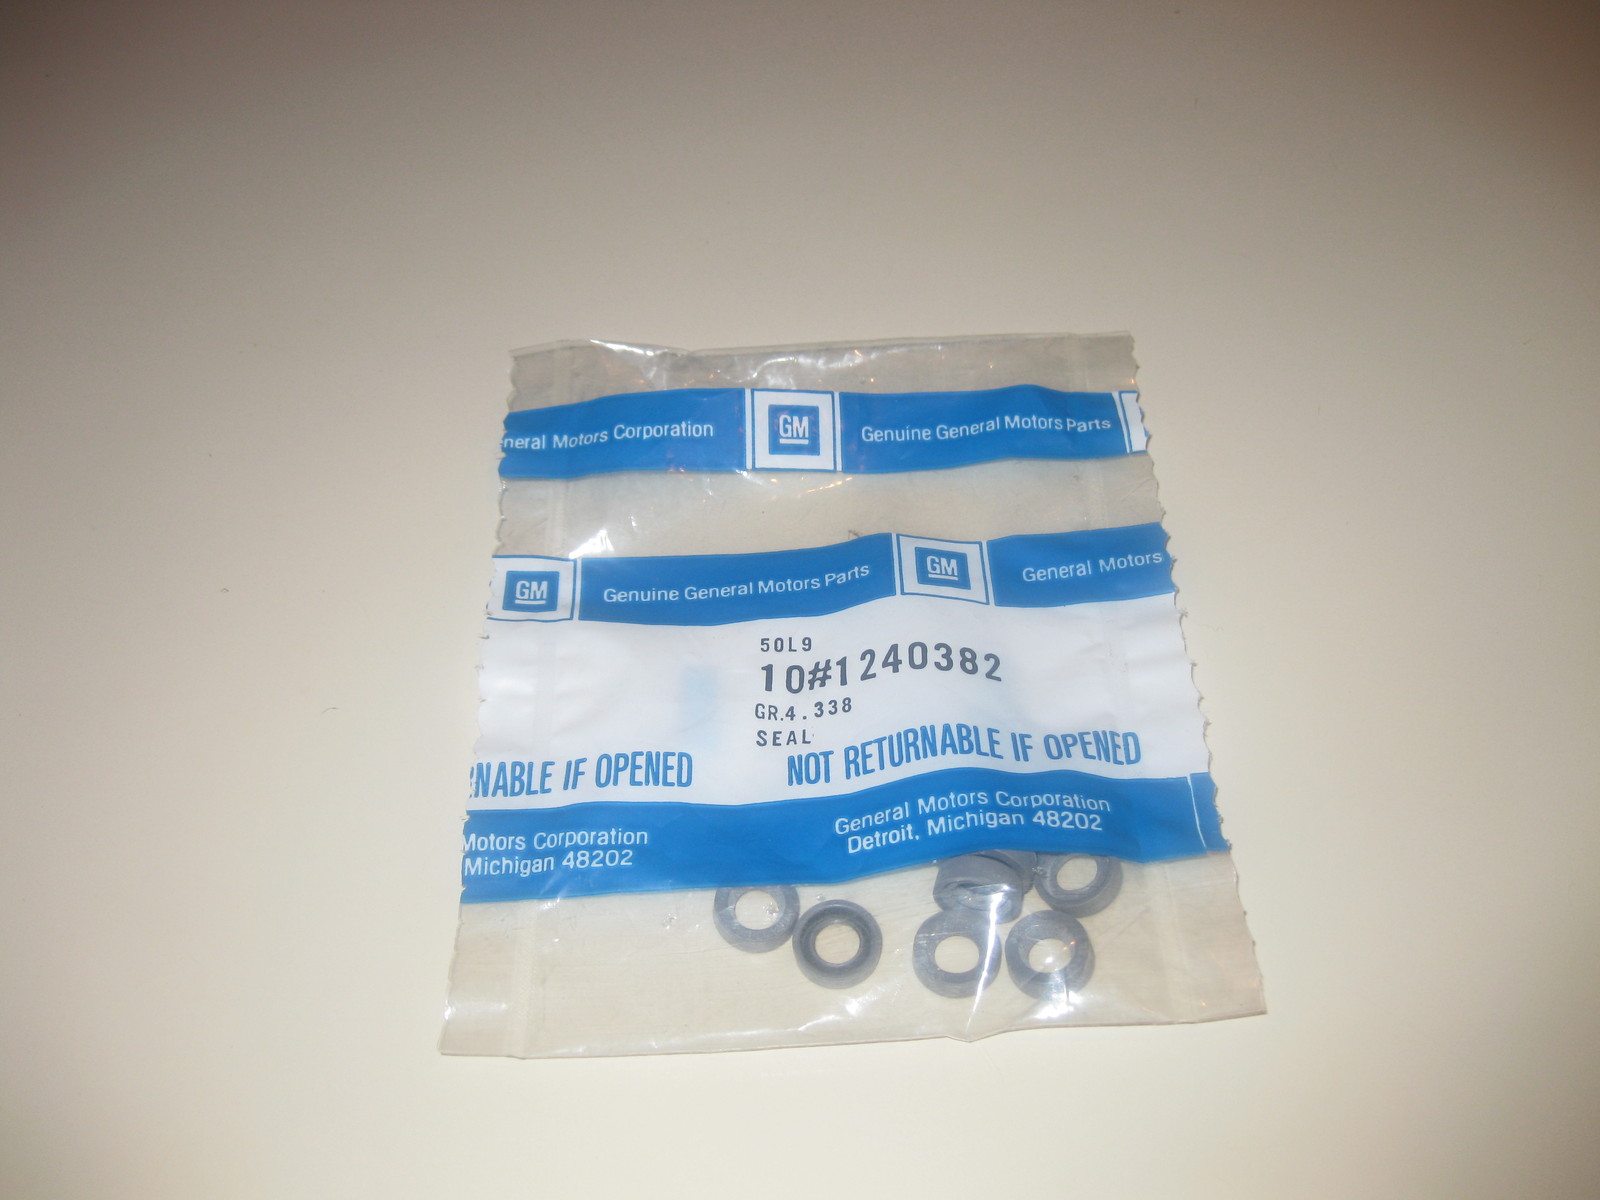 neral Motors Corporation GM Genuine General Motors Parts
GM Genuine General Motors Parts GM General Motors
50L9
10#1240382
GR.4.338
SEAL
NABLE IF OPENED NOT RETURNABLE IF OPENED
Motors Corporation General Motors Corporation
Michigan 48202 Detroit, Michigan 48202